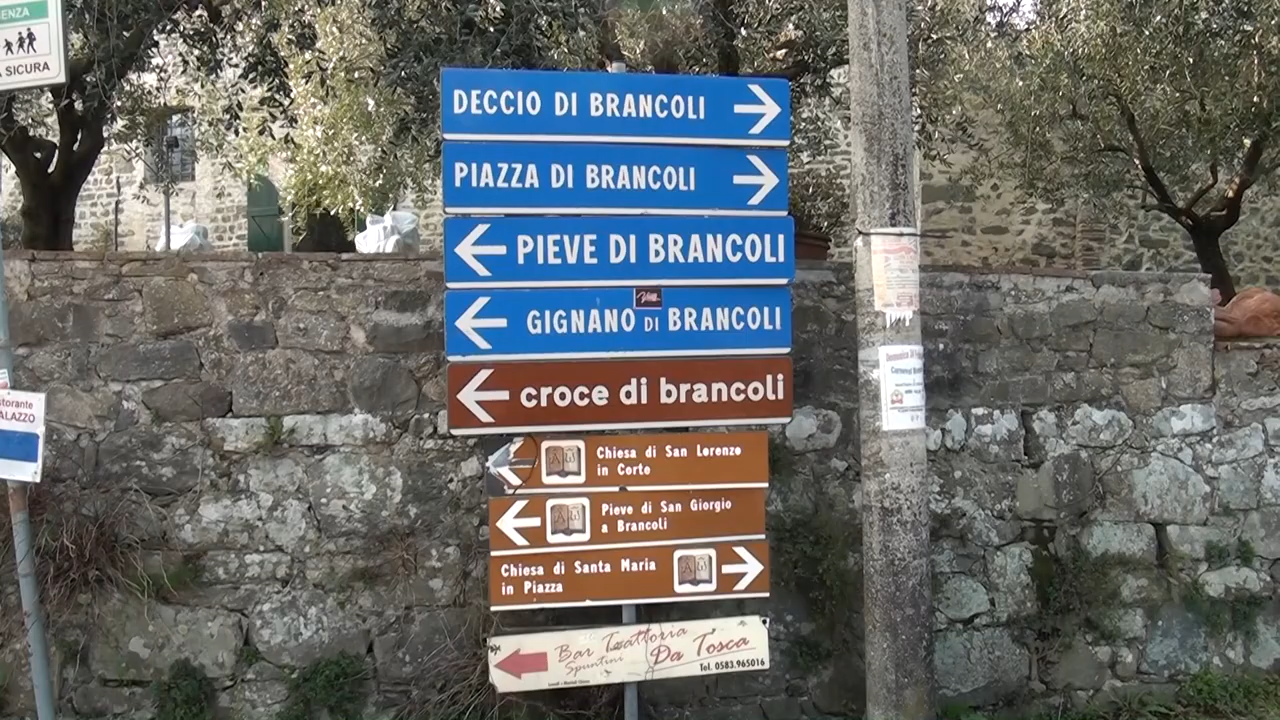 ENZA
A SICURA
DECCIO DI BRANCOLI
PIAZZA DI BRANCOLI
PIEVE DI BRANCOLI
GIGNANO DI BRANCOLI
croce di brancoli
Chiesa di San Lorenzo
in Corte
Pieve di San Giorgio
a Brancoli
Chiesa di Santa Maria
in Piazza
Bar Trattoria
Spuntini
Da Tosca
Tel. 0583.965016
storante
ALAZZO